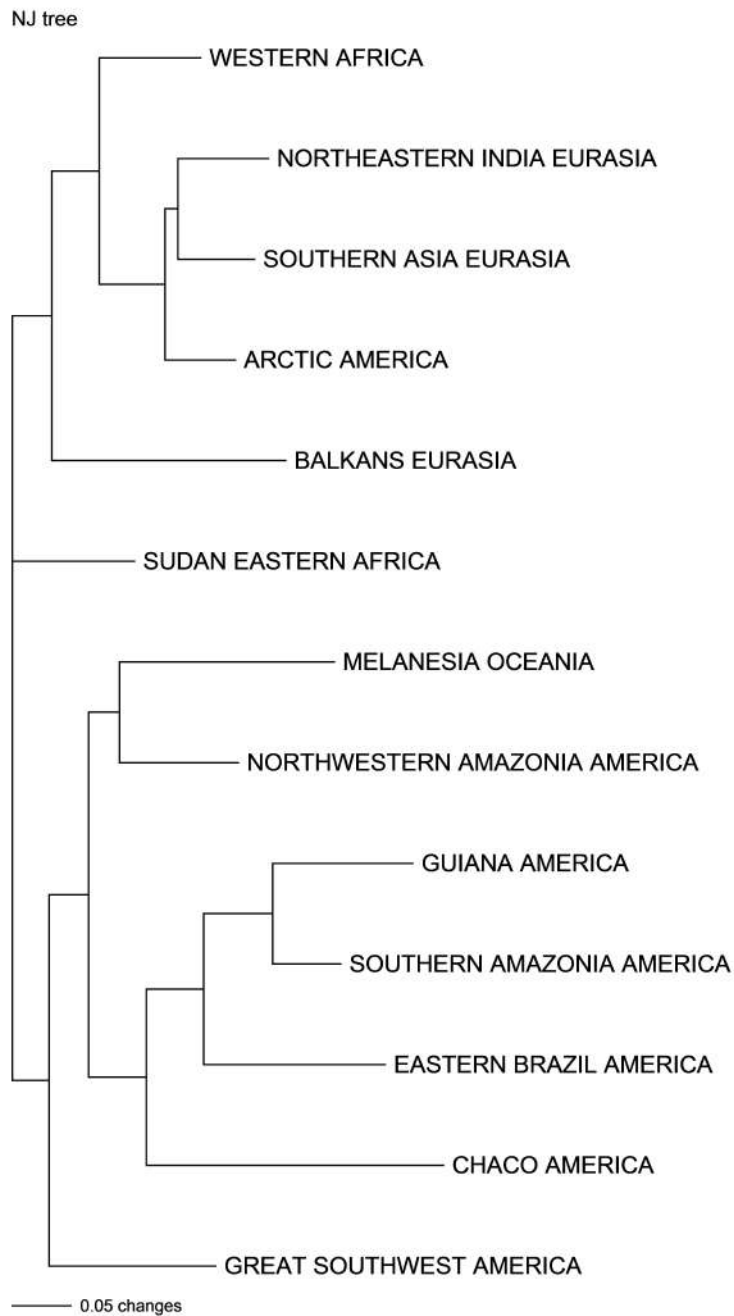 NJ tree
WESTERN AFRICA
NORTHEASTERN INDIA EURASIA
SOUTHERN ASIA EURASIA
ARCTIC AMERICA
BALKANS EURASIA
SUDAN EASTERN AFRICA
MELANESIA OCEANIA
NORTHWESTERN AMAZONIA AMERICA
GUIANA AMERICA
SOUTHERN AMAZONIA AMERICA
EASTERN BRAZIL AMERICA
CHACO AMERICA
GREAT SOUTHWEST AMERICA
0.05 changes